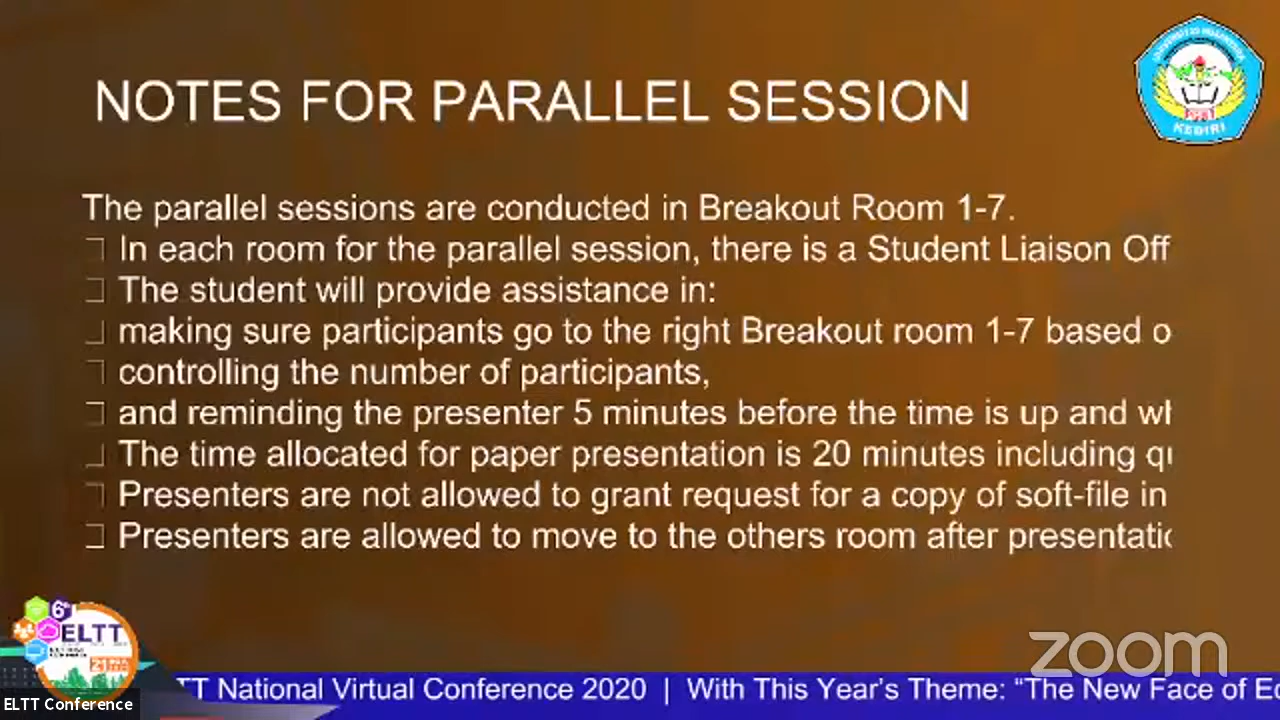 NOTES FOR PARALLEL SESSION
The parallel sessions are conducted in Breakout Room 1-7.
In each room for the parallel session, there is a Student Liaison Off
The student will provide assistance in:
making sure participants go to the right Breakout room 1-7 based o
controlling the number of participants,
and reminding the presenter 5 minutes before the time is up and wh
The time allocated for paper presentation is 20 minutes including qu
Presenters are not allowed to grant request for a copy of soft-file in
Presenters are allowed to move to the others room after presentatio
KEDIRI
6th
ELTT
zoom
TT National Virtual Conference 2020 | With This Year's Theme: “The New Face of Ec
ELTT Conference